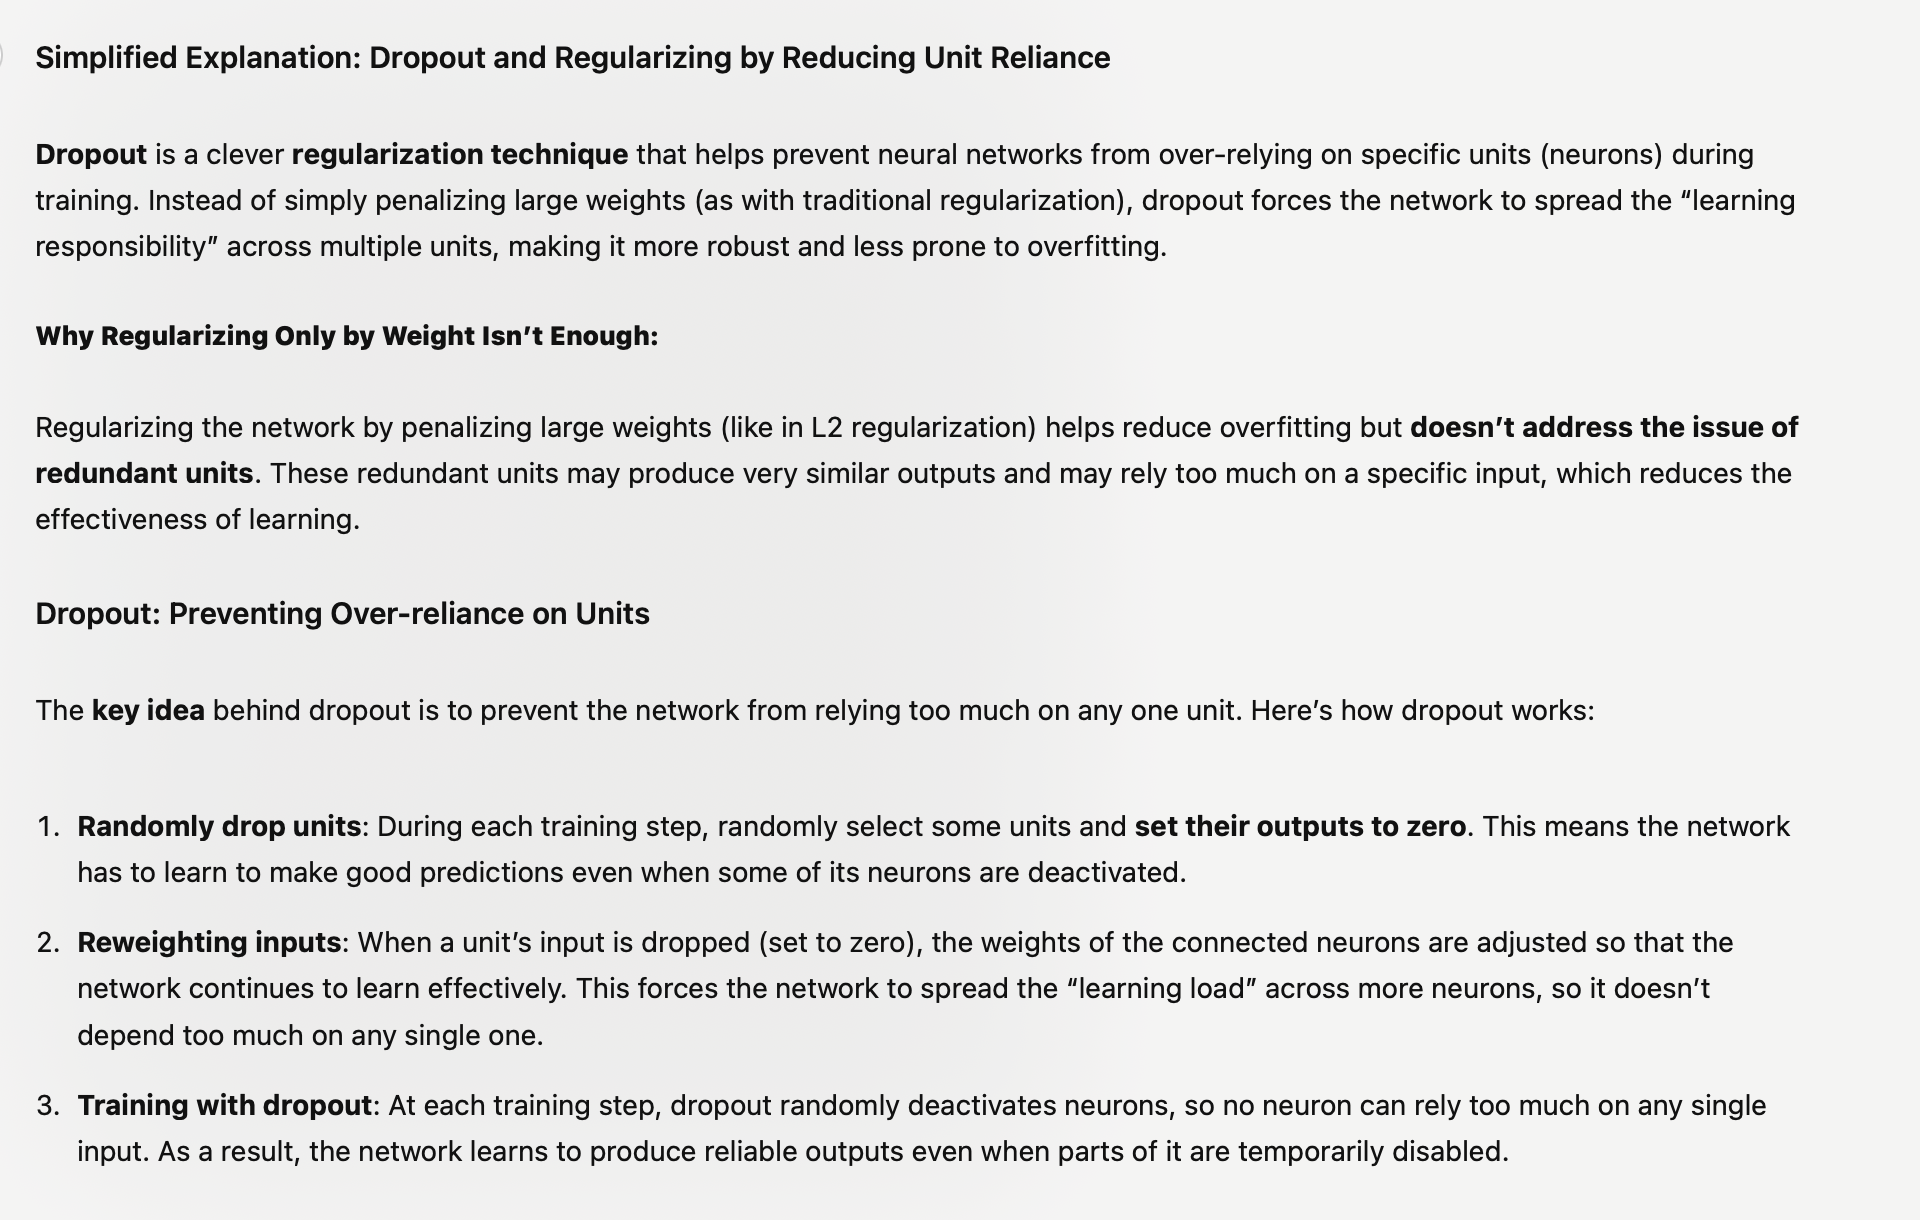 Simplified Explanation: Dropout and Regularizing by Reducing Unit Reliance
Dropout is a clever regularization technique that helps prevent neural networks from over-relying on specific units (neurons) during
training. Instead of simply penalizing large weights (as with traditional regularization), dropout forces the network to spread the “learning
responsibility” across multiple units, making it more robust and less prone to overfitting.
Why Regularizing Only by Weight Isn’t Enough:
Regularizing the network by penalizing large weights (like in L2 regularization) helps reduce overfitting but doesn’t address the issue of
redundant units. These redundant units may produce very similar outputs and may rely too much on a specific input, which reduces the
effectiveness of learning.
Dropout: Preventing Over-reliance on Units
The key idea behind dropout is to prevent the network from relying too much on any one unit. Here’s how dropout works:
1. Randomly drop units: During each training step, randomly select some units and set their outputs to zero. This means the network
has to learn to make good predictions even when some of its neurons are deactivated.
2. Reweighting inputs: When a unit’s input is dropped (set to zero), the weights of the connected neurons are adjusted so that the
network continues to learn effectively. This forces the network to spread the “learning load” across more neurons, so it doesn’t
depend too much on any single one.
3. Training with dropout: At each training step, dropout randomly deactivates neurons, so no neuron can rely too much on any single
input. As a result, the network learns to produce reliable outputs even when parts of it are temporarily disabled.